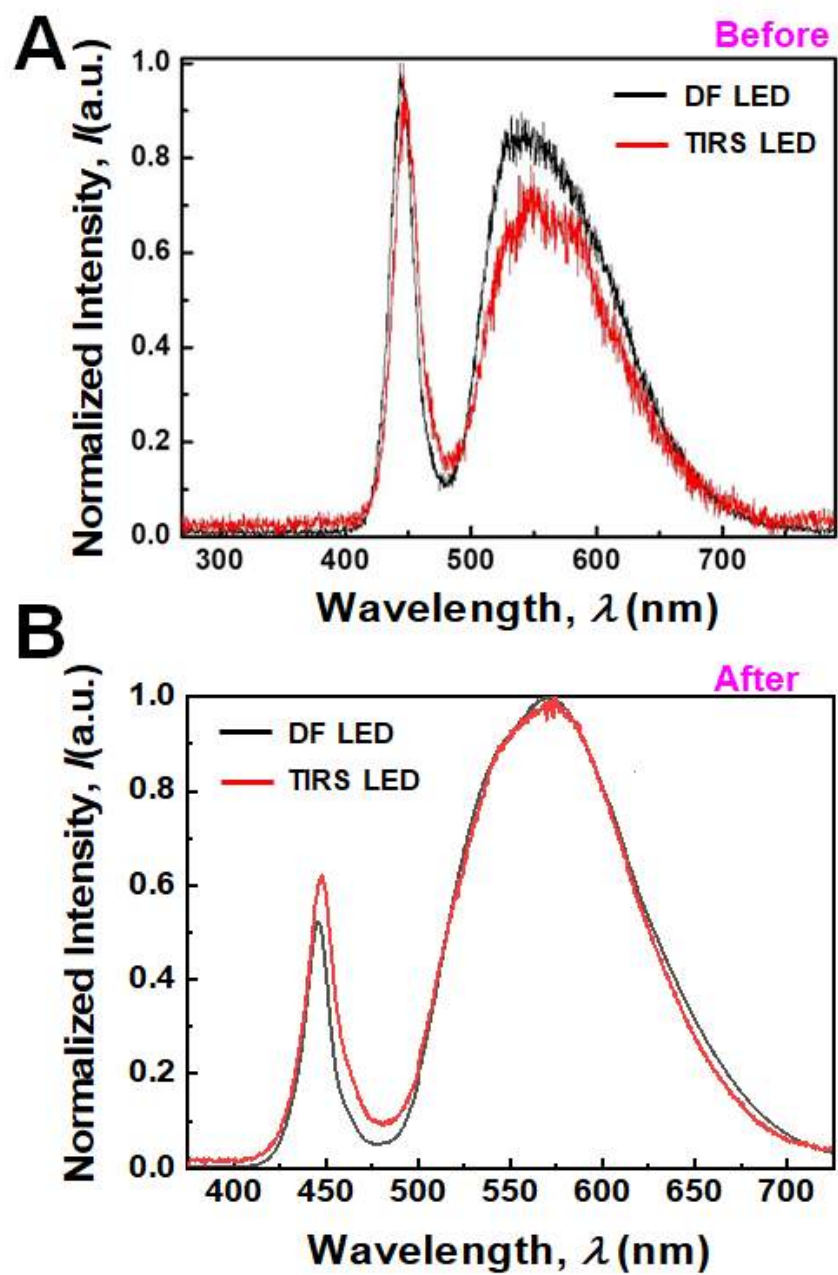 A
Before
1.0
0.8
0.6
0.4
0.2
0.0
Normalized Intensity, I(a.u.)
DF LED
TIRS LED
300 400 500 600 700
Wavelength, λ (nm)
B
After
1.0
0.8
0.6
0.4
0.2
0.0
Normalized Intensity, I(a.u.)
DF LED
TIRS LED
400 450 500 550 600 650 700
Wavelength, λ (nm)